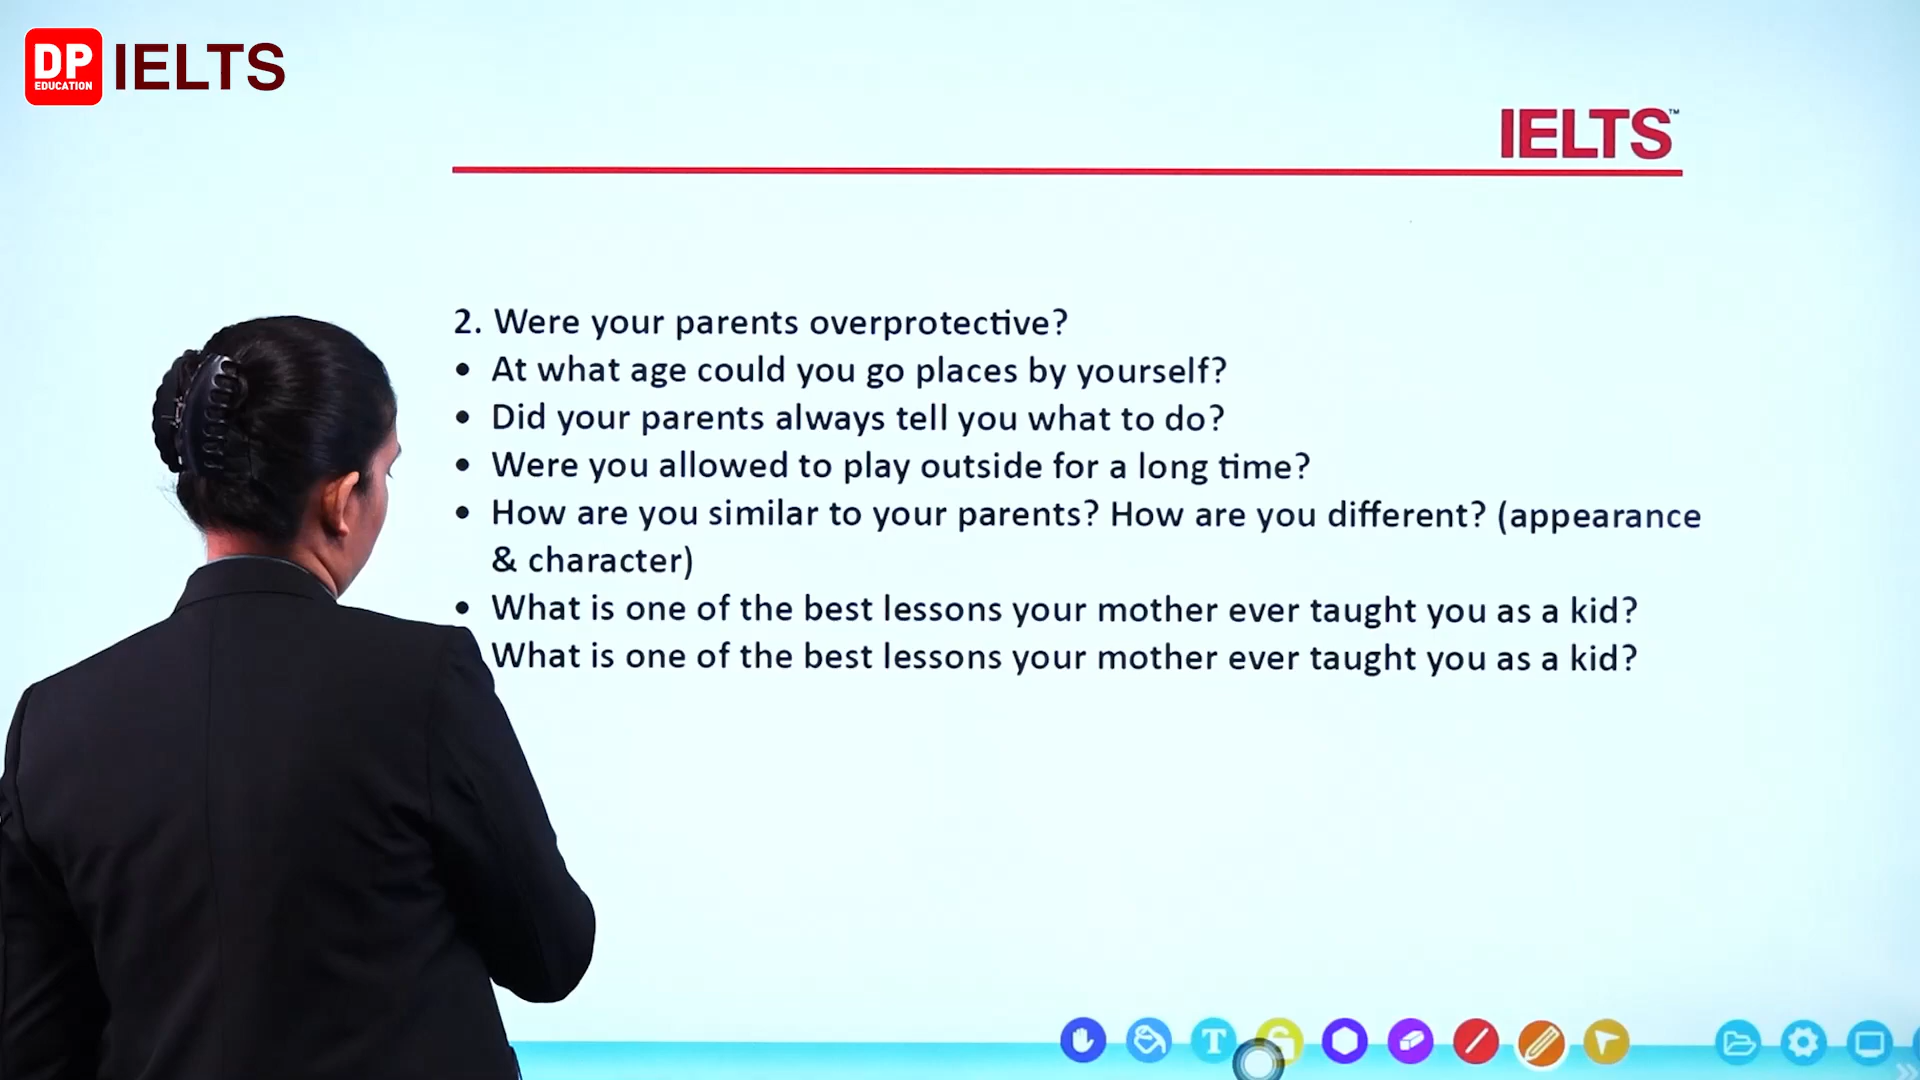 DP
EDUCATION
IELTS
IELTS™
2. Were your parents overprotective?
• At what age could you go places by yourself?
• Did your parents always tell you what to do?
• Were you allowed to play outside for a long time?
• How are you similar to your parents? How are you different? (appearance
& character)
• What is one of the best lessons your mother ever taught you as a kid?
What is one of the best lessons your mother ever taught you as a kid?
T